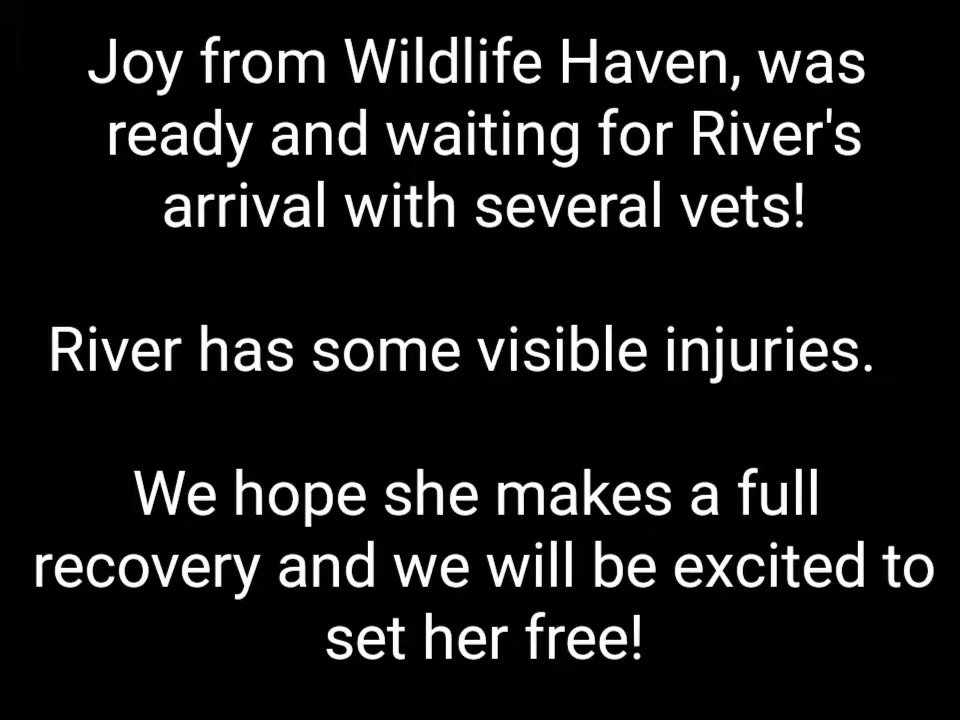 Joy from Wildlife Haven, was
ready and waiting for River's
arrival with several vets!
River has some visible injuries.
We hope she makes a full
recovery and we will be excited to
set her free!